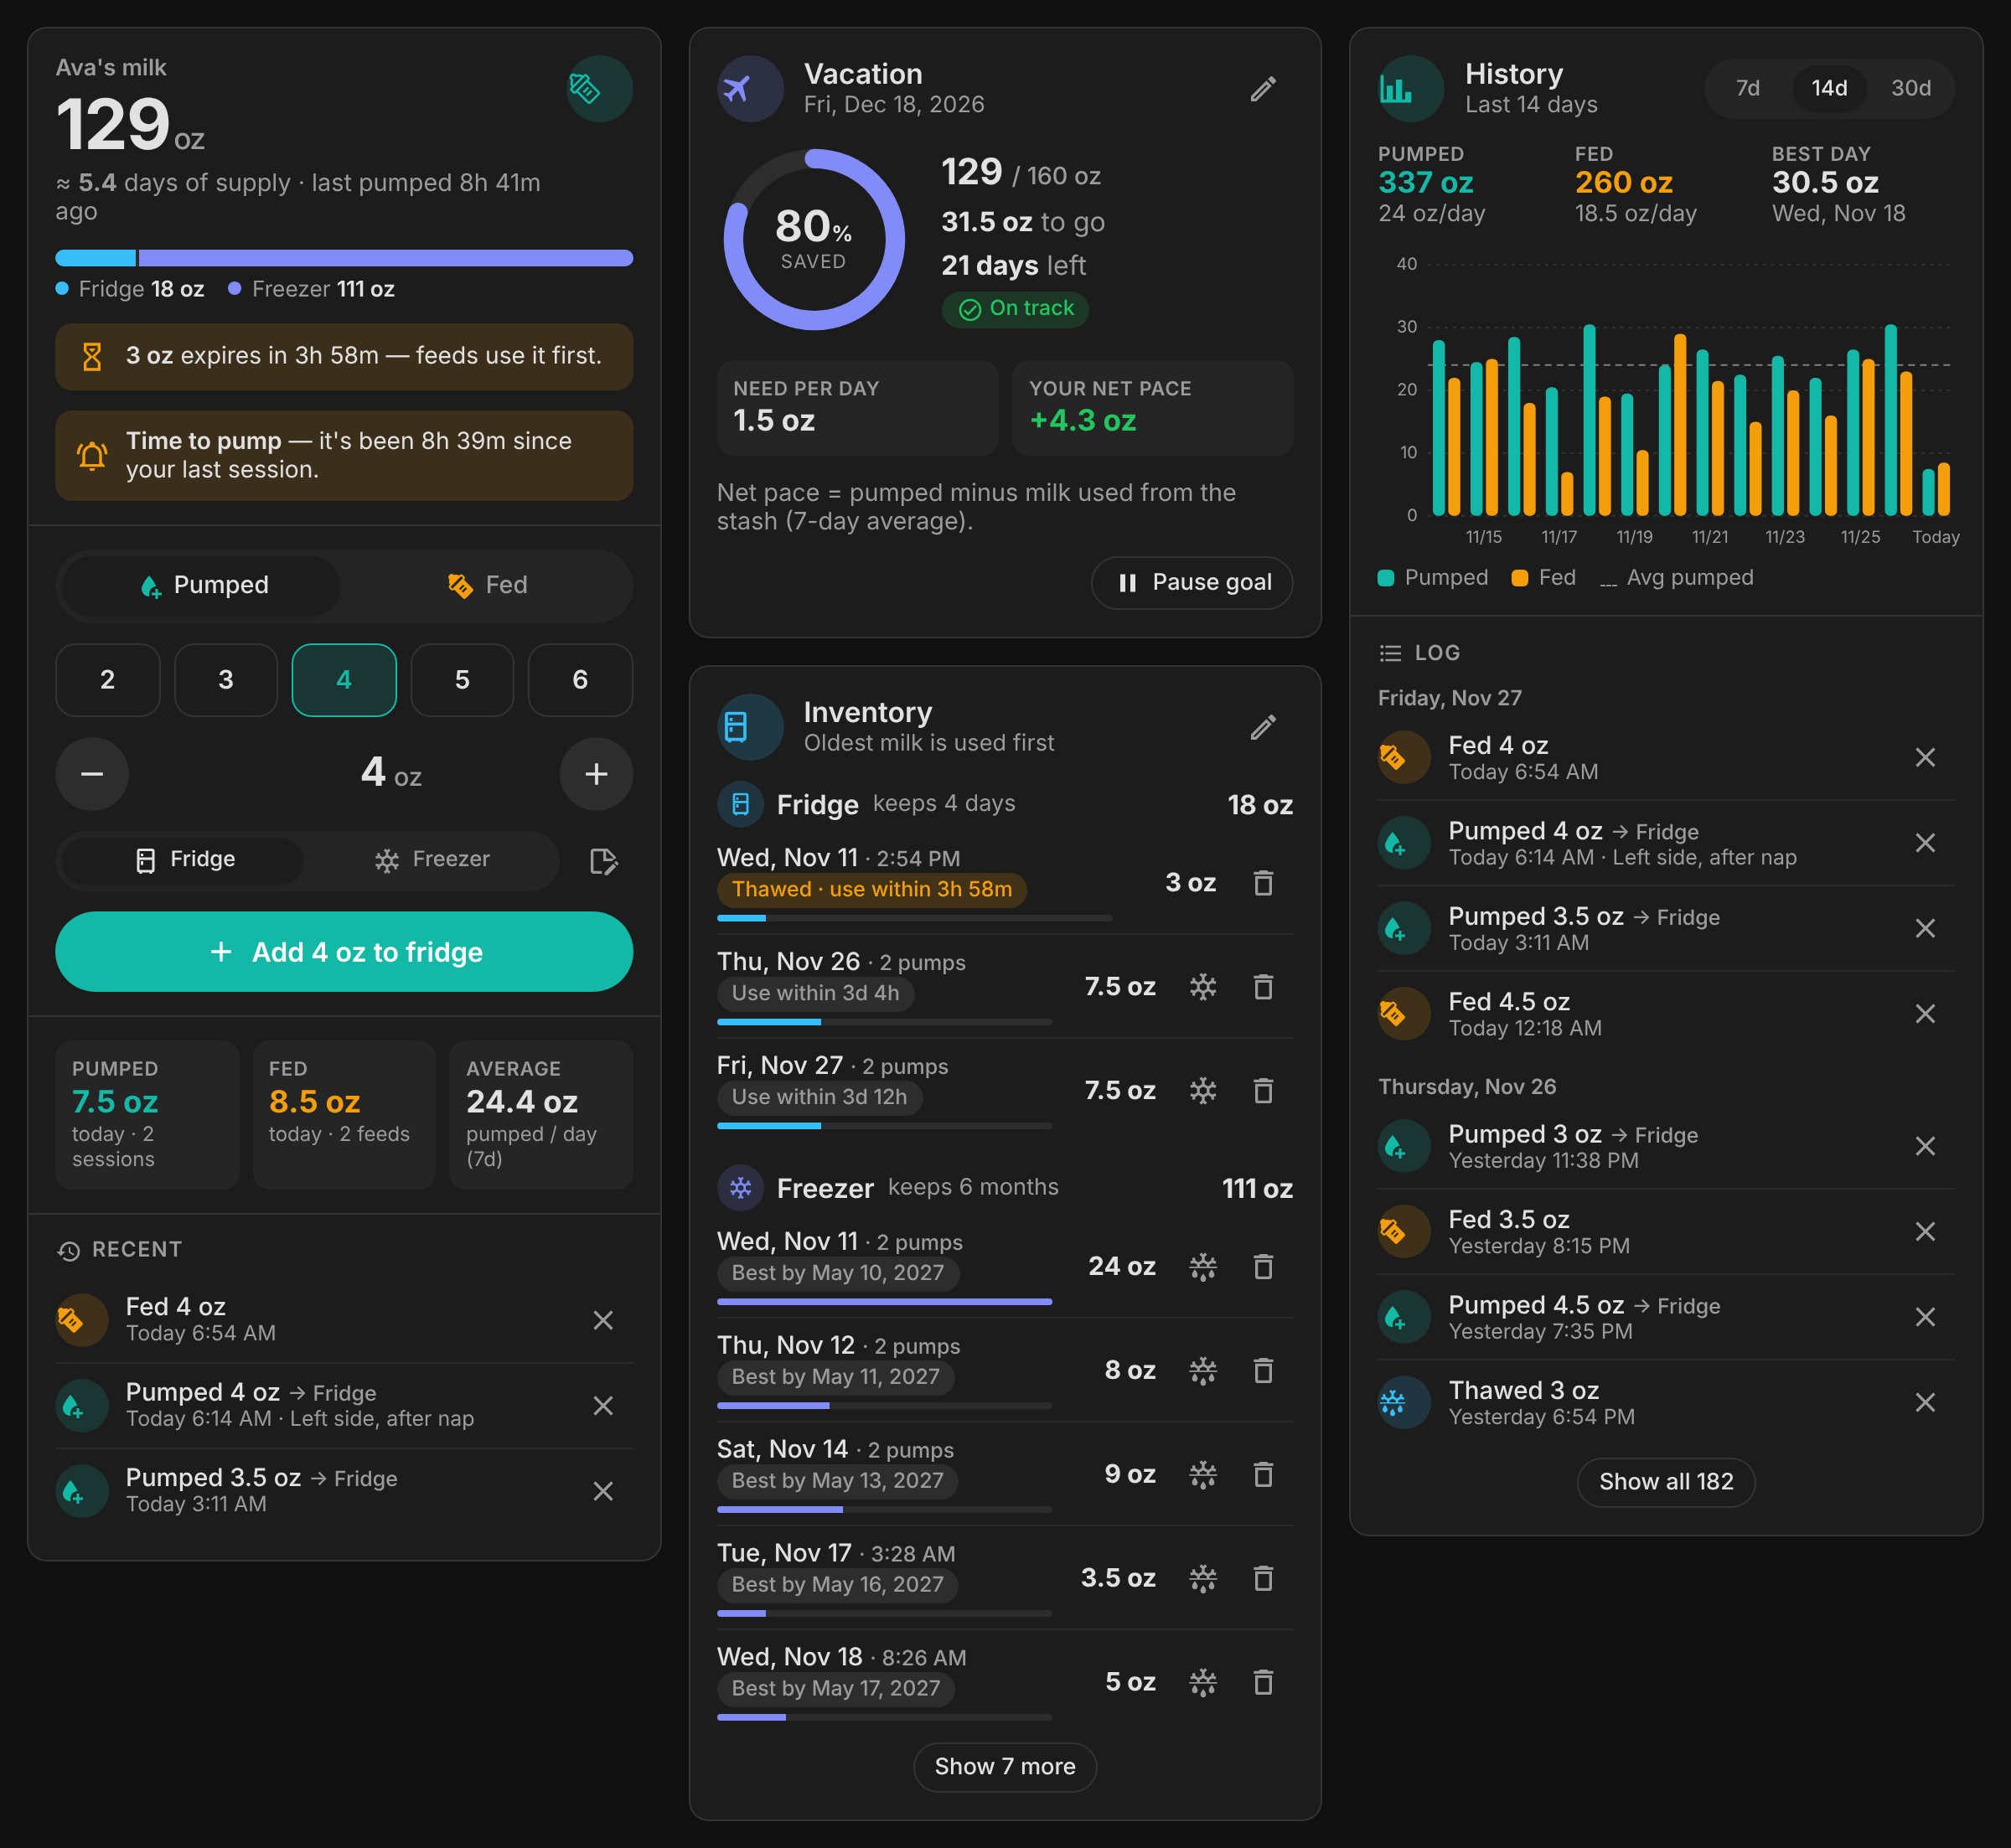 Ava's milk
129 oz
≈ 5.4 days of supply · last pumped 8h 41m
ago
Fridge 18 oz Freezer 111 oz
3 oz expires in 3h 58m — feeds use it first.
Time to pump — it's been 8h 39m since
your last session.
Pumped Fed
2 3 4 5 6
− 4 oz +
Fridge Freezer
+ Add 4 oz to fridge
PUMPED
7.5 oz
today · 2
sessions
FED
8.5 oz
today · 2 feeds
AVERAGE
24.4 oz
pumped / day
(7d)
RECENT
Fed 4 oz
Today 6:54 AM
Pumped 4 oz → Fridge
Today 6:14 AM · Left side, after nap
Pumped 3.5 oz → Fridge
Today 3:11 AM
Vacation
Fri, Dec 18, 2026
80%
SAVED
129 / 160 oz
31.5 oz to go
21 days left
On track
NEED PER DAY
1.5 oz
YOUR NET PACE
+4.3 oz
Net pace = pumped minus milk used from the
stash (7-day average).
Pause goal
Inventory
Oldest milk is used first
Fridge keeps 4 days 18 oz
Wed, Nov 11 · 2:54 PM
Thawed · use within 3h 58m
3 oz
Thu, Nov 26 · 2 pumps
Use within 3d 4h
7.5 oz
Fri, Nov 27 · 2 pumps
Use within 3d 12h
7.5 oz
Freezer keeps 6 months 111 oz
Wed, Nov 11 · 2 pumps
Best by May 10, 2027
24 oz
Thu, Nov 12 · 2 pumps
Best by May 11, 2027
8 oz
Sat, Nov 14 · 2 pumps
Best by May 13, 2027
9 oz
Tue, Nov 17 · 3:28 AM
Best by May 16, 2027
3.5 oz
Wed, Nov 18 · 8:26 AM
Best by May 17, 2027
5 oz
Show 7 more
History
Last 14 days
7d 14d 30d
PUMPED
337 oz
24 oz/day
FED
260 oz
18.5 oz/day
BEST DAY
30.5 oz
Wed, Nov 18
40
30
20
10
0
11/15 11/17 11/19 11/21 11/23 11/25 Today
Pumped Fed Avg pumped
LOG
Friday, Nov 27
Fed 4 oz
Today 6:54 AM
Pumped 4 oz → Fridge
Today 6:14 AM · Left side, after nap
Pumped 3.5 oz → Fridge
Today 3:11 AM
Fed 4.5 oz
Today 12:18 AM
Thursday, Nov 26
Pumped 3 oz → Fridge
Yesterday 11:38 PM
Fed 3.5 oz
Yesterday 8:15 PM
Pumped 4.5 oz → Fridge
Yesterday 7:35 PM
Thawed 3 oz
Yesterday 6:54 PM
Show all 182